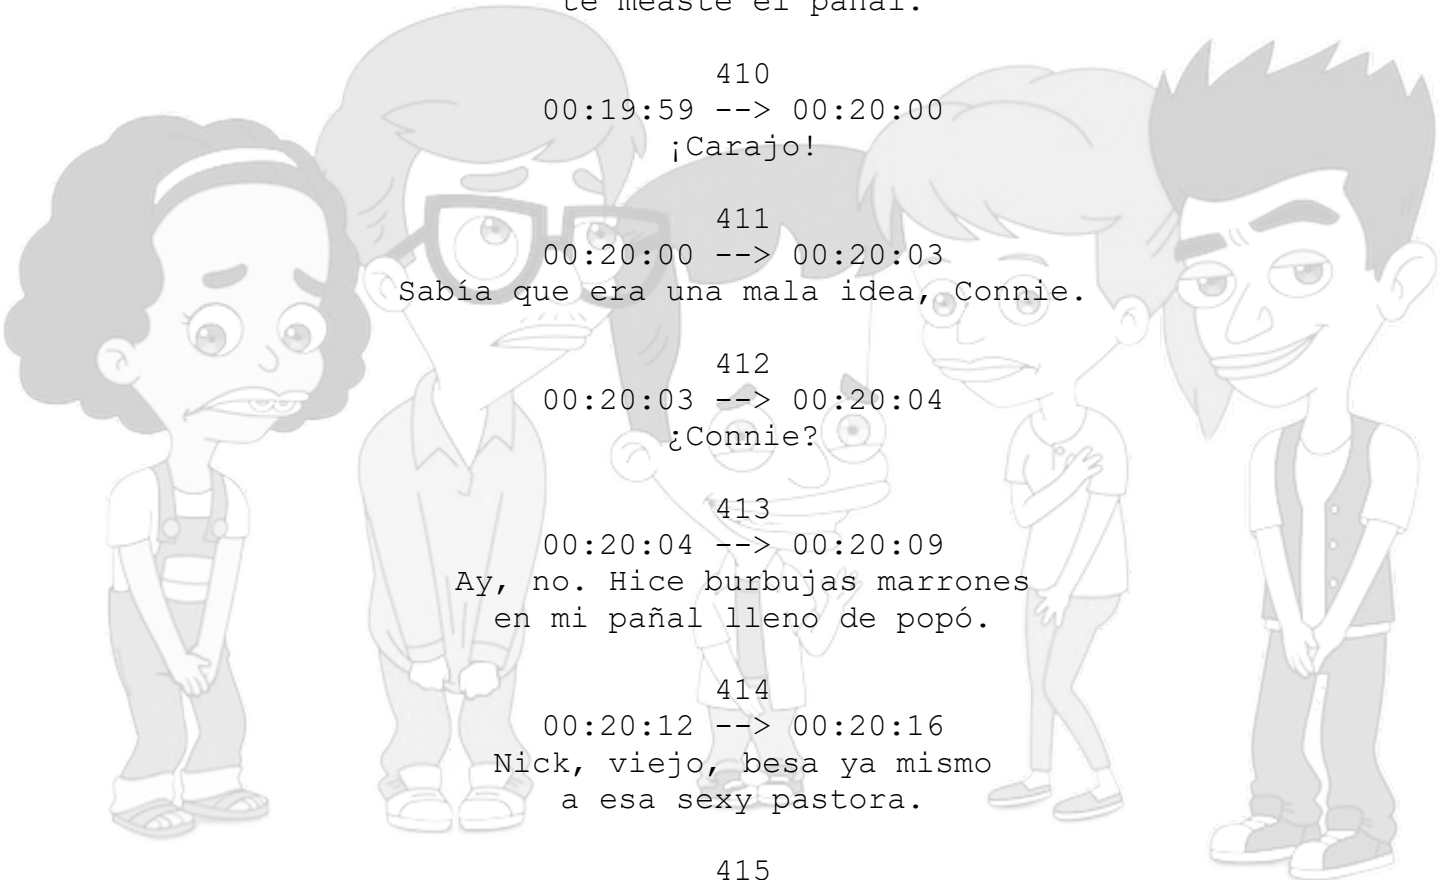 te measte el pañal.
410
00:19:59 --> 00:20:00
¡Carajo!
411
00:20:00 --> 00:20:03
Sabía que era una mala idea, Connie.
412
00:20:03 --> 00:20:04
¿Connie?
413
00:20:04 --> 00:20:09
Ay, no. Hice burbujas marrones
en mi pañal lleno de popó.
414
00:20:12 --> 00:20:16
Nick, viejo, besa ya mismo
a esa sexy pastora.
415